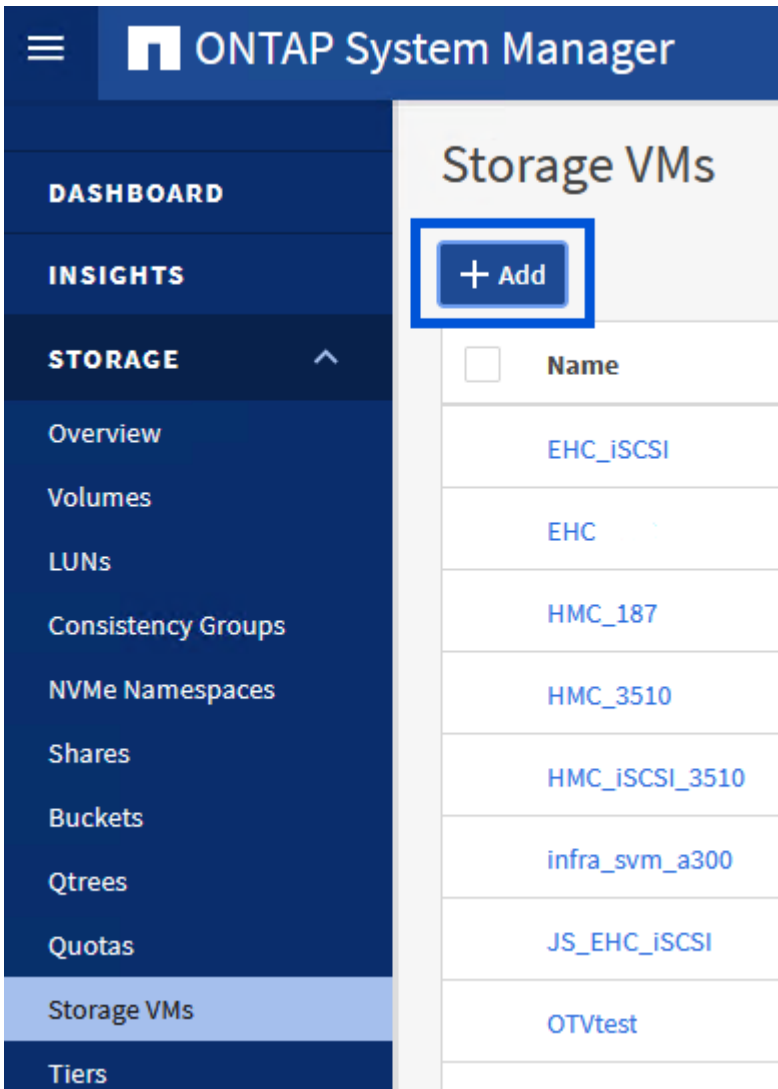 ONTAP System Manager
DASHBOARD
INSIGHTS
STORAGE
Overview
Volumes
LUNs
Consistency Groups
NVMe Namespaces
Shares
Buckets
Qtrees
Quotas
Storage VMs
Tiers
Storage VMs
+ Add
Name
EHC_iSCSI
EHC
HMC_187
HMC_3510
HMC_iSCSI_3510
infra_svm_a300
JS_EHC_iSCSI
OTVtest